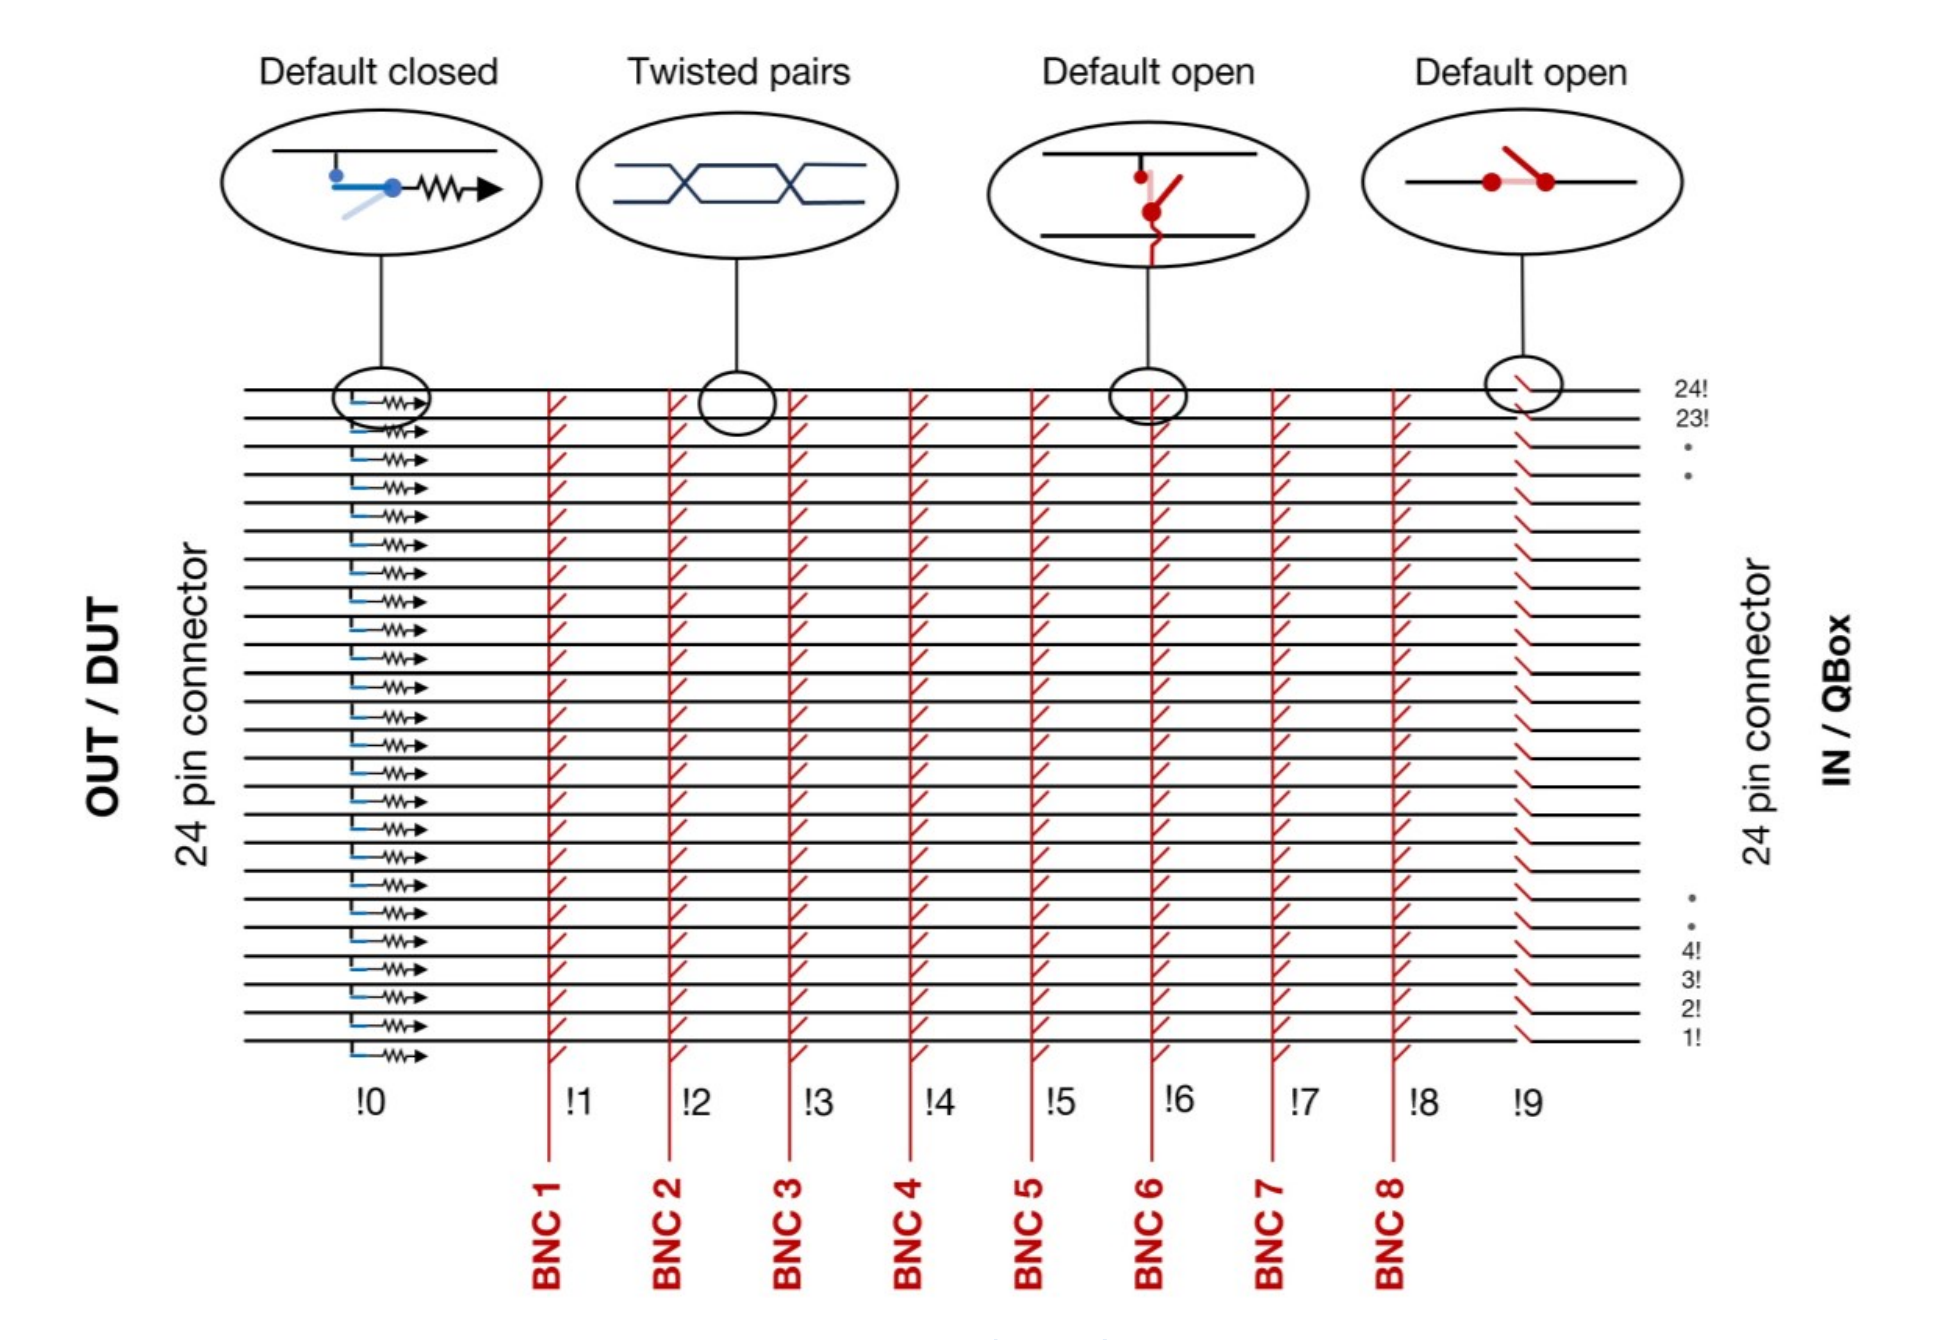 Default closed
Twisted pairs
Default open
Default open
24!
23!
OUT / DUT
24 pin connector
24 pin connector
IN / QBox
4!
3!
2!
1!
!0
!1
!2
!3
!4
!5
!6
!7
!8
!9
BNC 1
BNC 2
BNC 3
BNC 4
BNC 5
BNC 6
BNC 7
BNC 8